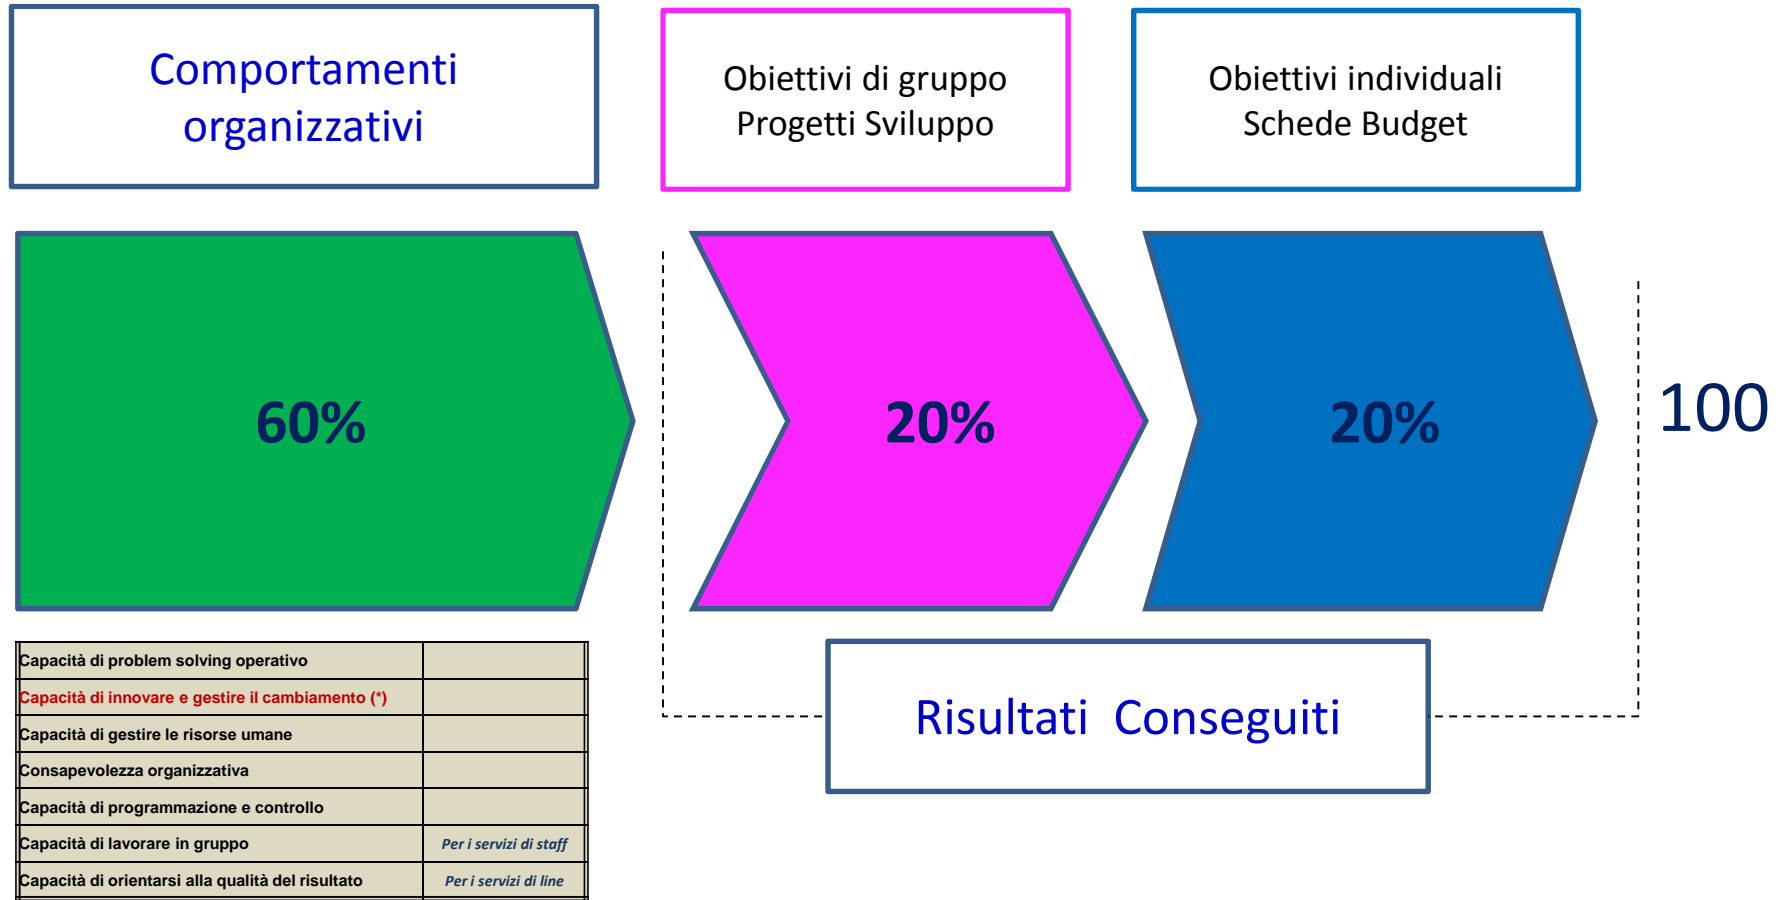 Comportamenti
organizzativi
Obiettivi di gruppo
Progetti Sviluppo
Obiettivi individuali
Schede Budget
60%
20%
20%
100
Capacità di problem solving operativo
Capacità di innovare e gestire il cambiamento (*)
Capacità di gestire le risorse umane
Consapevolezza organizzativa
Capacità di programmazione e controllo
Capacità di lavorare in gruppo Per i servizi di staff
Capacità di orientarsi alla qualità del risultato Per i servizi di line
Risultati Conseguiti